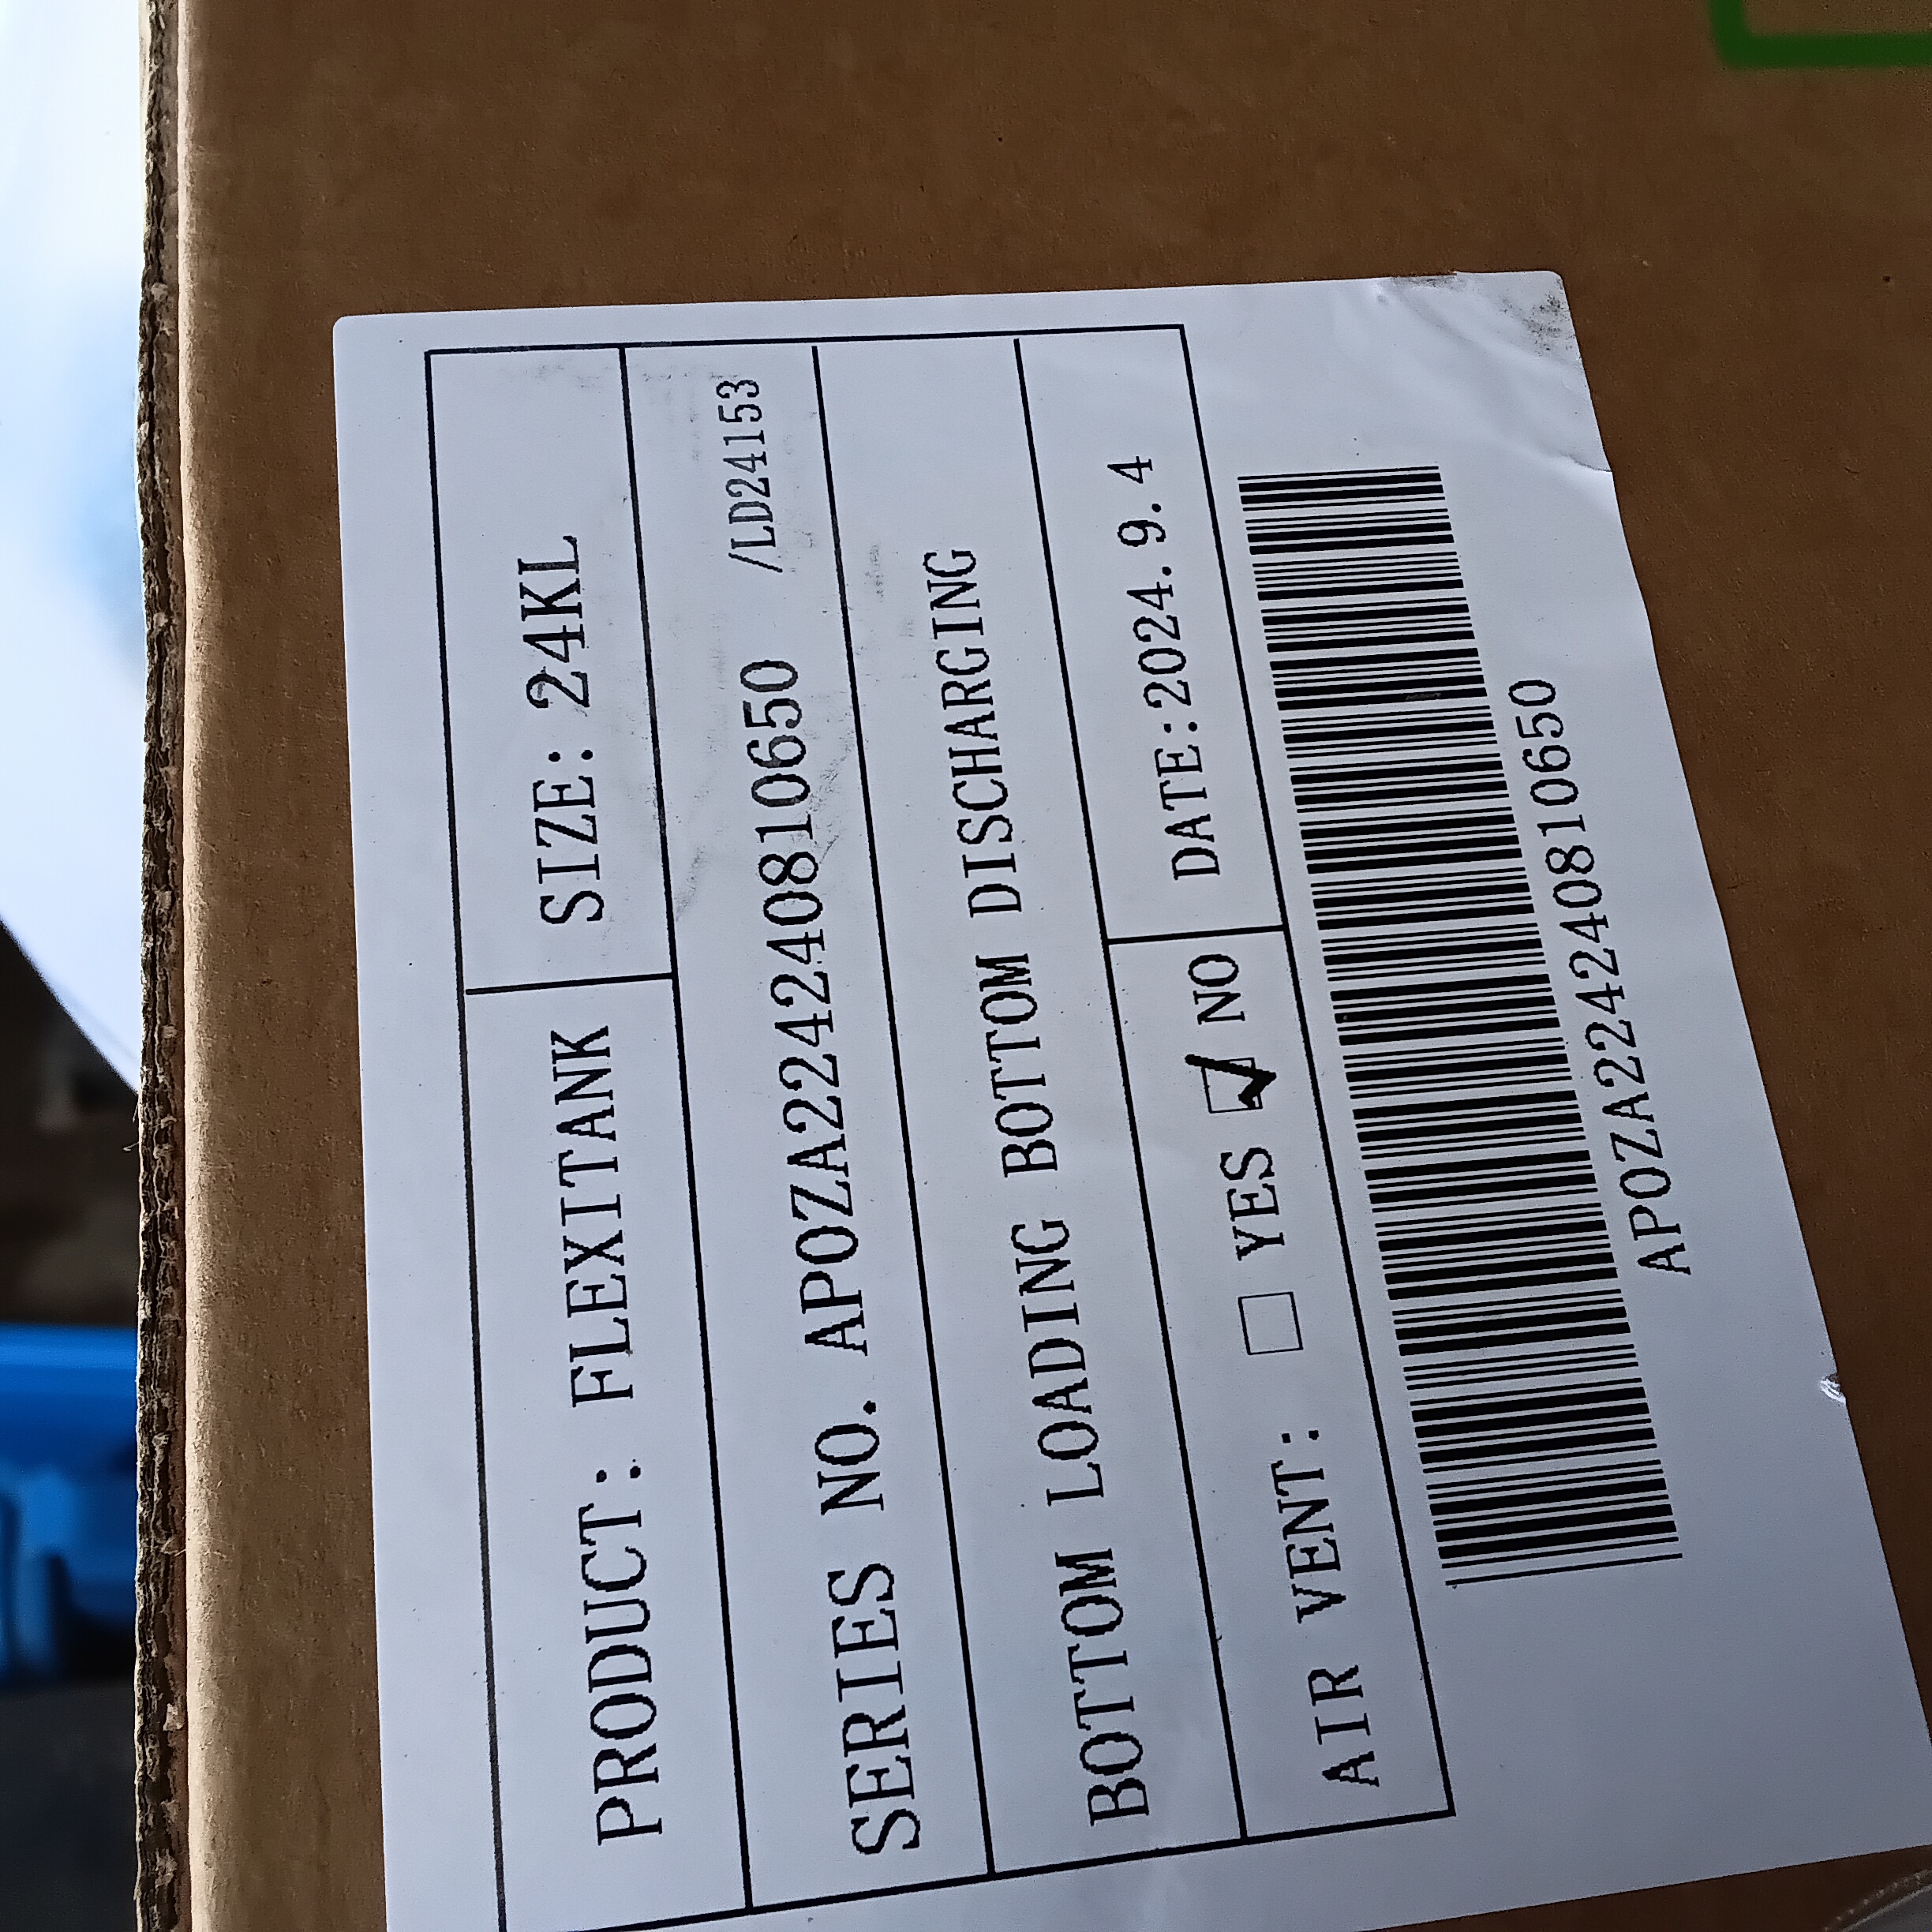 PRODUCT: FLEXITANK SIZE: 24KL
SERIES NO. APOZA224240810650 /LD24153
BOTTOM LOADING BOTTOM DISCHARGING
AIR VENT: ☐ YES ☑ NO DATE:2024.9.4
APOZA224240810650